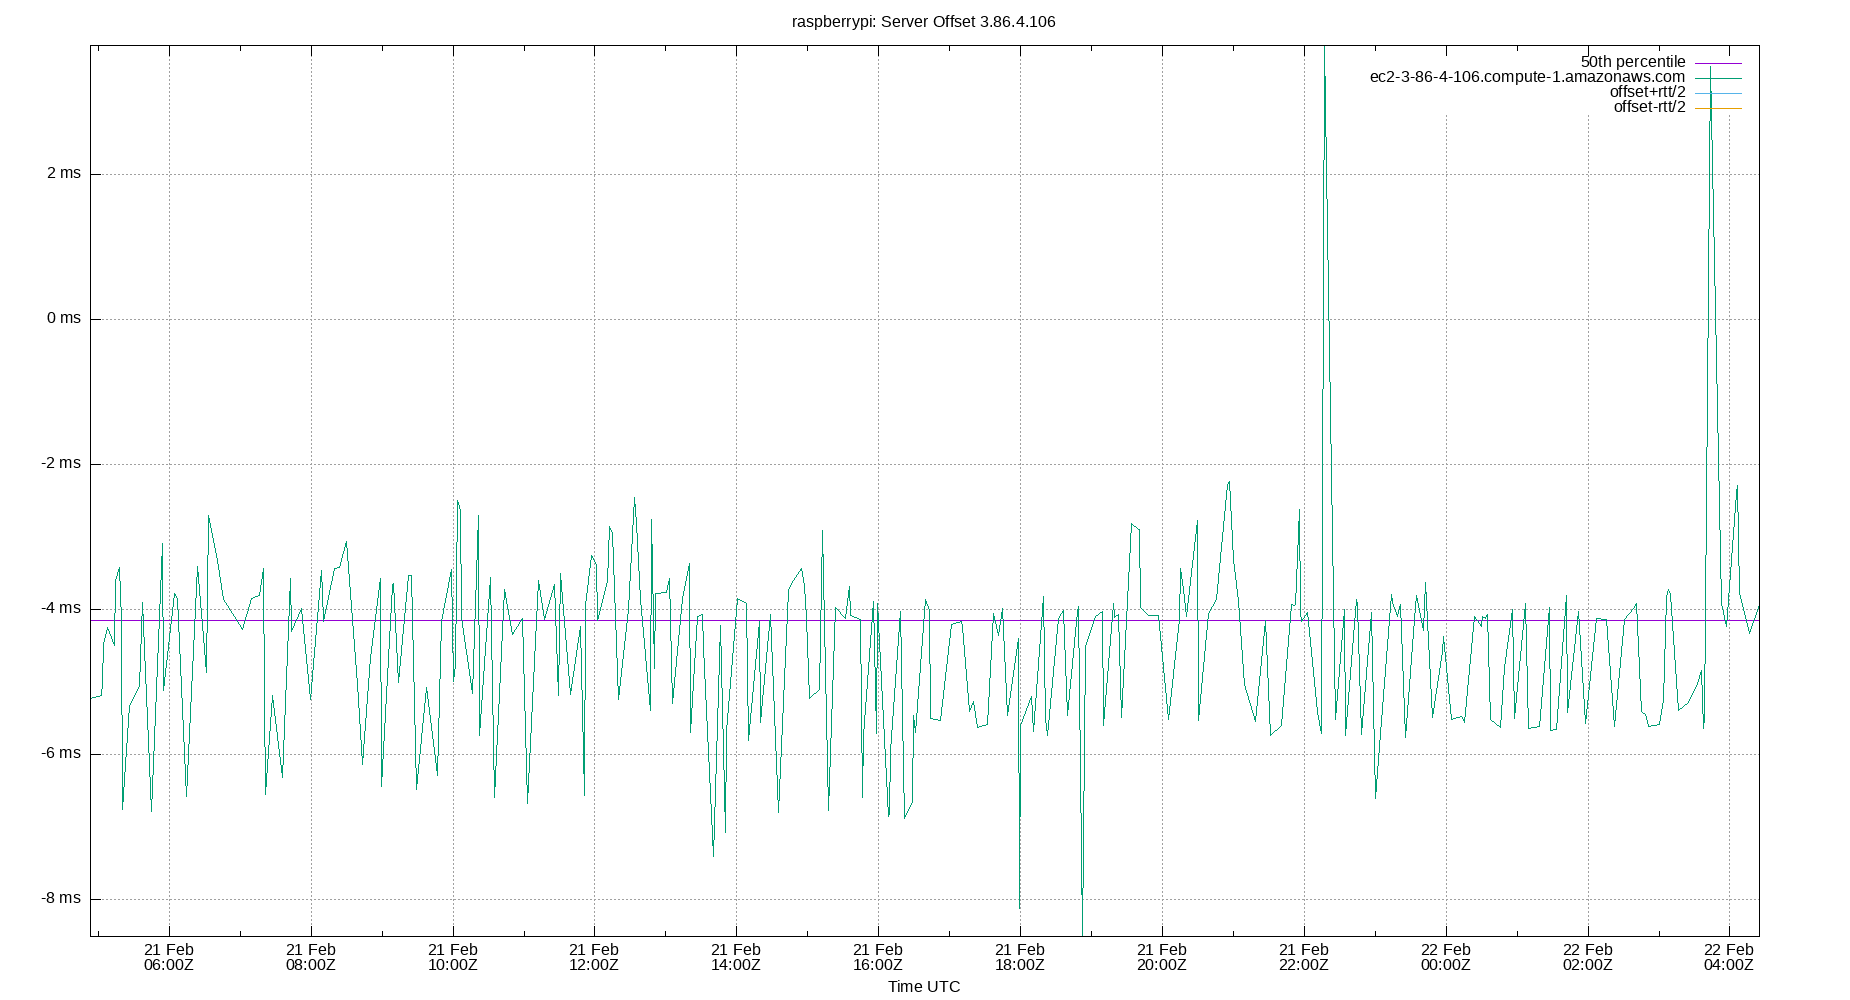 raspberrypi: Server Offset 3.86.4.106
50th percentile
ec2-3-86-4-106.compute-1.amazonaws.com
offset+rtt/2
offset-rtt/2
2 ms
0 ms
-2 ms
-4 ms
-6 ms
-8 ms
21 Feb 21 Feb 21 Feb 21 Feb 21 Feb 21 Feb 21 Feb 21 Feb 21 Feb 22 Feb 22 Feb 22 Feb
06:00Z 08:00Z 10:00Z 12:00Z 14:00Z 16:00Z 18:00Z 20:00Z 22:00Z 00:00Z 02:00Z 04:00Z
Time UTC